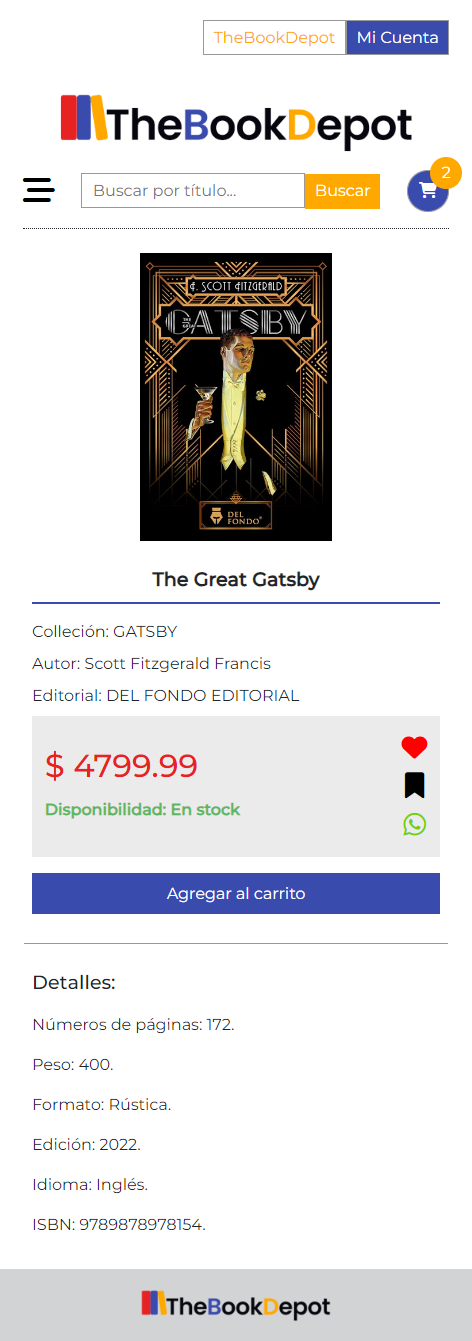 TheBookDepot
Mi Cuenta
TheBookDepot
Buscar por título...
Buscar
2
F. SCOTT FITZGERALD
THE GREAT
GATSBY
DEL
FONDO
The Great Gatsby
Colleción: GATSBY
Autor: Scott Fitzgerald Francis
Editorial: DEL FONDO EDITORIAL
$ 4799.99
Disponibilidad: En stock
Agregar al carrito
Detalles:
Números de páginas: 172.
Peso: 400.
Formato: Rústica.
Edición: 2022.
Idioma: Inglés.
ISBN: 9789878978154.
TheBookDepot